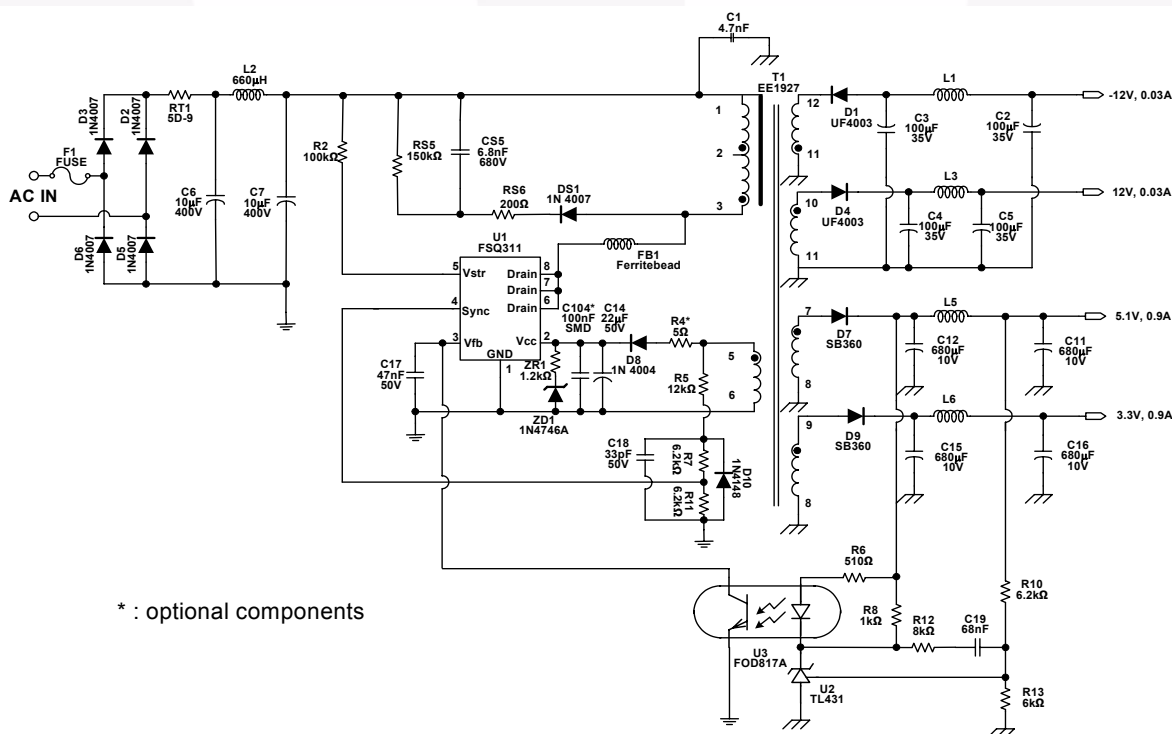 C1
4.7nF
L2
660μH
T1
EE1927
D3
1N4007
D2
1N4007
RT1
5D-9
F1
FUSE
AC IN
C6
10μF
400V
C7
10μF
400V
D6
1N4007
D5
1N4007
R2
100kΩ
RS5
150kΩ
CS5
6.8nF
680V
RS6
200Ω
DS1
1N 4007
1
2
3
12
11
10
11
D1
UF4003
L1
C3
100μF
35V
C2
100μF
35V
-12V, 0.03A
D4
UF4003
L3
C4
100μF
35V
C5
100μF
35V
12V, 0.03A
FB1
Ferritebead
U1
FSQ311
5
Vstr
4
Sync
3
Vfb
Drain
8
Drain
7
Drain
6
Vcc
2
GND
1
C104*
100nF
SMD
C14
22μF
50V
R4*
5Ω
D8
1N 4004
ZR1
1.2kΩ
ZD1
1N4746A
C17
47nF
50V
R5
12kΩ
5
6
C18
33pF
50V
R7
6.2kΩ
R11
6.2kΩ
D10
1N4148
7
8
D7
SB360
L5
C12
680μF
10V
C11
680μF
10V
5.1V, 0.9A
9
8
D9
SB360
L6
C15
680μF
10V
C16
680μF
10V
3.3V, 0.9A
R6
510Ω
R8
1kΩ
R12
8kΩ
C19
68nF
R10
6.2kΩ
R13
6kΩ
U3
FOD817A
U2
TL431
* : optional components